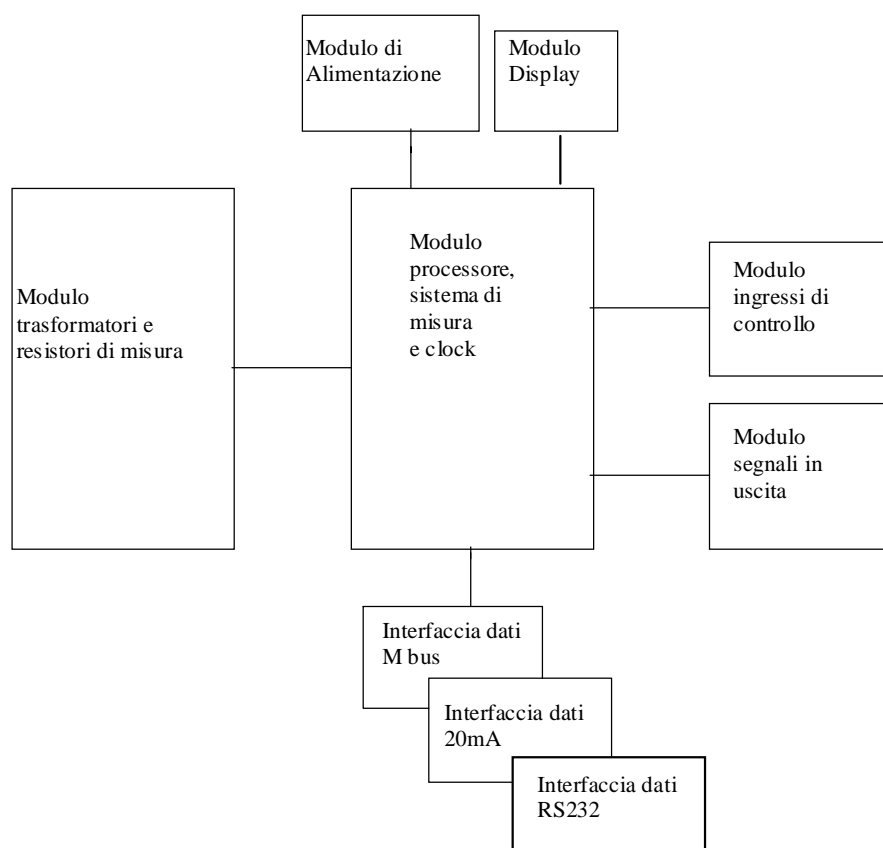 Modulo di
Alimentazione
Modulo
Display
Modulo
trasformatori e
resistori di misura
Modulo
processore,
sistema di
misura
e clock
Modulo
ingressi di
controllo
Modulo
segnali in
uscita
Interfaccia dati
M bus
Interfaccia dati
20mA
Interfaccia dati
RS232